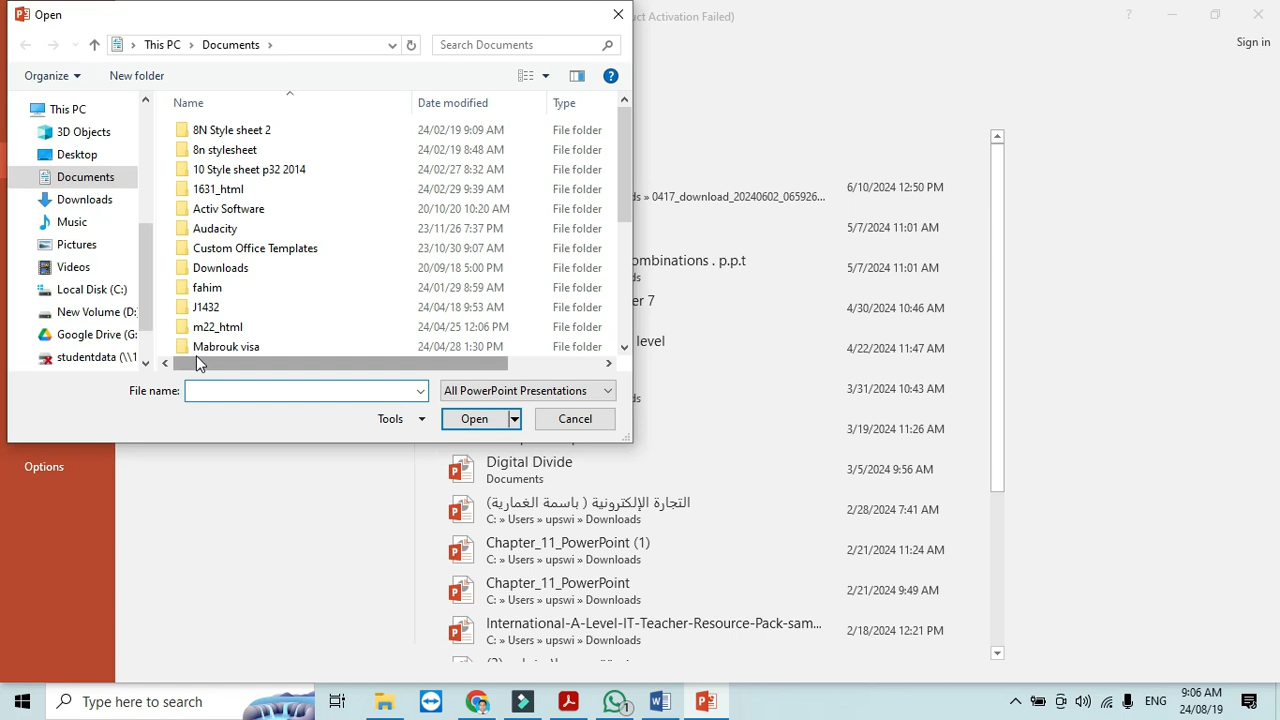 Open
uct Activation Failed)
?
Sign in
This PC
Documents
Search Documents
Organize
New folder
?
Name
Date modified
Type
This PC
3D Objects
Desktop
Documents
Downloads
Music
Pictures
Videos
Local Disk (C:)
New Volume (D:
Google Drive (G:
studentdata (\\1
8N Style sheet 2 24/02/19 9:09 AM File folder
8n stylesheet 24/02/19 8:48 AM File folder
10 Style sheet p32 2014 24/02/27 8:32 AM File folder
1631_html 24/02/29 9:39 AM File folder
Activ Software 20/10/20 10:20 AM File folder
Audacity 23/11/26 7:37 PM File folder
Custom Office Templates 23/10/30 9:07 AM File folder
Downloads 20/09/18 5:00 PM File folder
fahim 24/01/29 8:59 AM File folder
J1432 24/04/18 9:53 AM File folder
m22_html 24/04/25 12:06 PM File folder
Mabrouk visa 24/04/28 1:30 PM File folder
File name:
All PowerPoint Presentations
Tools
Open
Cancel
Options
6/10/2024 12:50 PM
ds » 0417_download_20240602_065926...
5/7/2024 11:01 AM
ombinations . p.p.t
5/7/2024 11:01 AM
ds
er 7
4/30/2024 10:46 AM
level
4/22/2024 11:47 AM
3/31/2024 10:43 AM
3/19/2024 11:26 AM
Digital Divide
Documents
3/5/2024 9:56 AM
التجارة الإلكترونية ( باسمة الغمارية)
C: » Users » upswi » Downloads
2/28/2024 7:41 AM
Chapter_11_PowerPoint (1)
C: » Users » upswi » Downloads
2/21/2024 11:24 AM
Chapter_11_PowerPoint
C: » Users » upswi » Downloads
2/21/2024 9:49 AM
International-A-Level-IT-Teacher-Resource-Pack-sam...
C: » Users » upswi » Downloads
2/18/2024 12:21 PM
Type here to search
1
ENG
9:06 AM
24/08/19